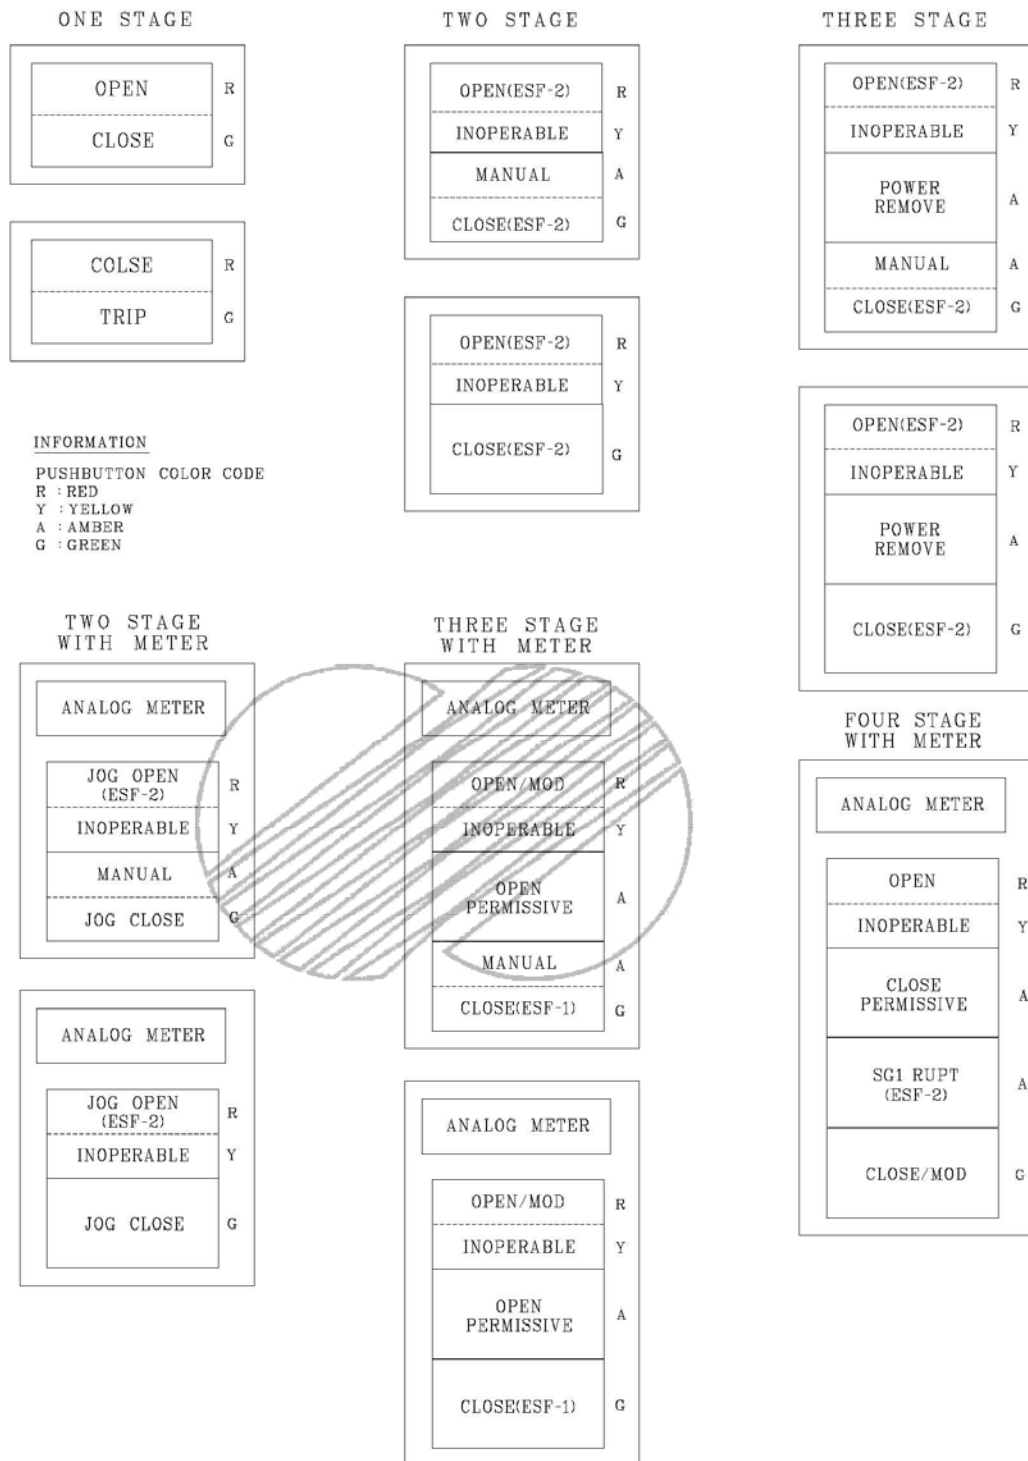 ONE STAGE
OPEN R
CLOSE G
COLSE R
TRIP G
INFORMATION
PUSHBUTTON COLOR CODE
R : RED
Y : YELLOW
A : AMBER
G : GREEN
TWO STAGE
OPEN(ESF-2) R
INOPERABLE Y
MANUAL A
CLOSE(ESF-2) G
OPEN(ESF-2) R
INOPERABLE Y
CLOSE(ESF-2) G
THREE STAGE
OPEN(ESF-2) R
INOPERABLE Y
POWER
REMOVE A
MANUAL A
CLOSE(ESF-2) G
OPEN(ESF-2) R
INOPERABLE Y
POWER
REMOVE A
CLOSE(ESF-2) G
TWO STAGE
WITH METER
ANALOG METER
JOG OPEN
(ESF-2) R
INOPERABLE Y
MANUAL A
JOG CLOSE G
ANALOG METER
JOG OPEN
(ESF-2) R
INOPERABLE Y
JOG CLOSE G
THREE STAGE
WITH METER
ANALOG METER
OPEN/MOD R
INOPERABLE Y
OPEN
PERMISSIVE A
MANUAL A
CLOSE(ESF-1) G
ANALOG METER
OPEN/MOD R
INOPERABLE Y
OPEN
PERMISSIVE A
CLOSE(ESF-1) G
FOUR STAGE
WITH METER
ANALOG METER
OPEN R
INOPERABLE Y
CLOSE
PERMISSIVE A
SG1 RUPT
(ESF-2) A
CLOSE/MOD G